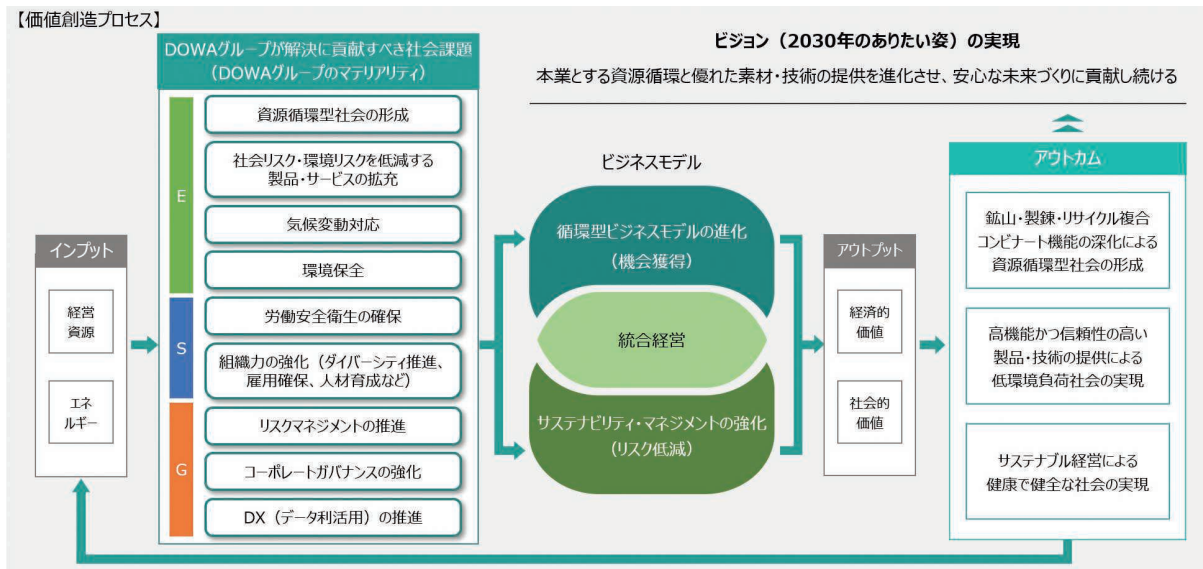 【価値創造プロセス】
DOWAグループが解決に貢献すべき社会課題
（DOWAグループのマテリアリティ）
ビジョン（2030年のありたい姿）の実現
本業とする資源循環と優れた素材・技術の提供を進化させ、安心な未来づくりに貢献し続ける
インプット
経営
資源
エネ
ルギー
E
資源循環型社会の形成
社会リスク・環境リスクを低減する
製品・サービスの拡充
気候変動対応
環境保全
S
労働安全衛生の確保
組織力の強化（ダイバーシティ推進、
雇用確保、人材育成など）
G
リスクマネジメントの推進
コーポレートガバナンスの強化
DX（データ利活用）の推進
ビジネスモデル
循環型ビジネスモデルの進化
（機会獲得）
統合経営
サステナビリティ・マネジメントの強化
（リスク低減）
アウトプット
経済的
価値
社会的
価値
アウトカム
鉱山・製錬・リサイクル複合
コンビナート機能の深化による
資源循環型社会の形成
高機能かつ信頼性の高い
製品・技術の提供による
低環境負荷社会の実現
サステナブル経営による
健康で健全な社会の実現